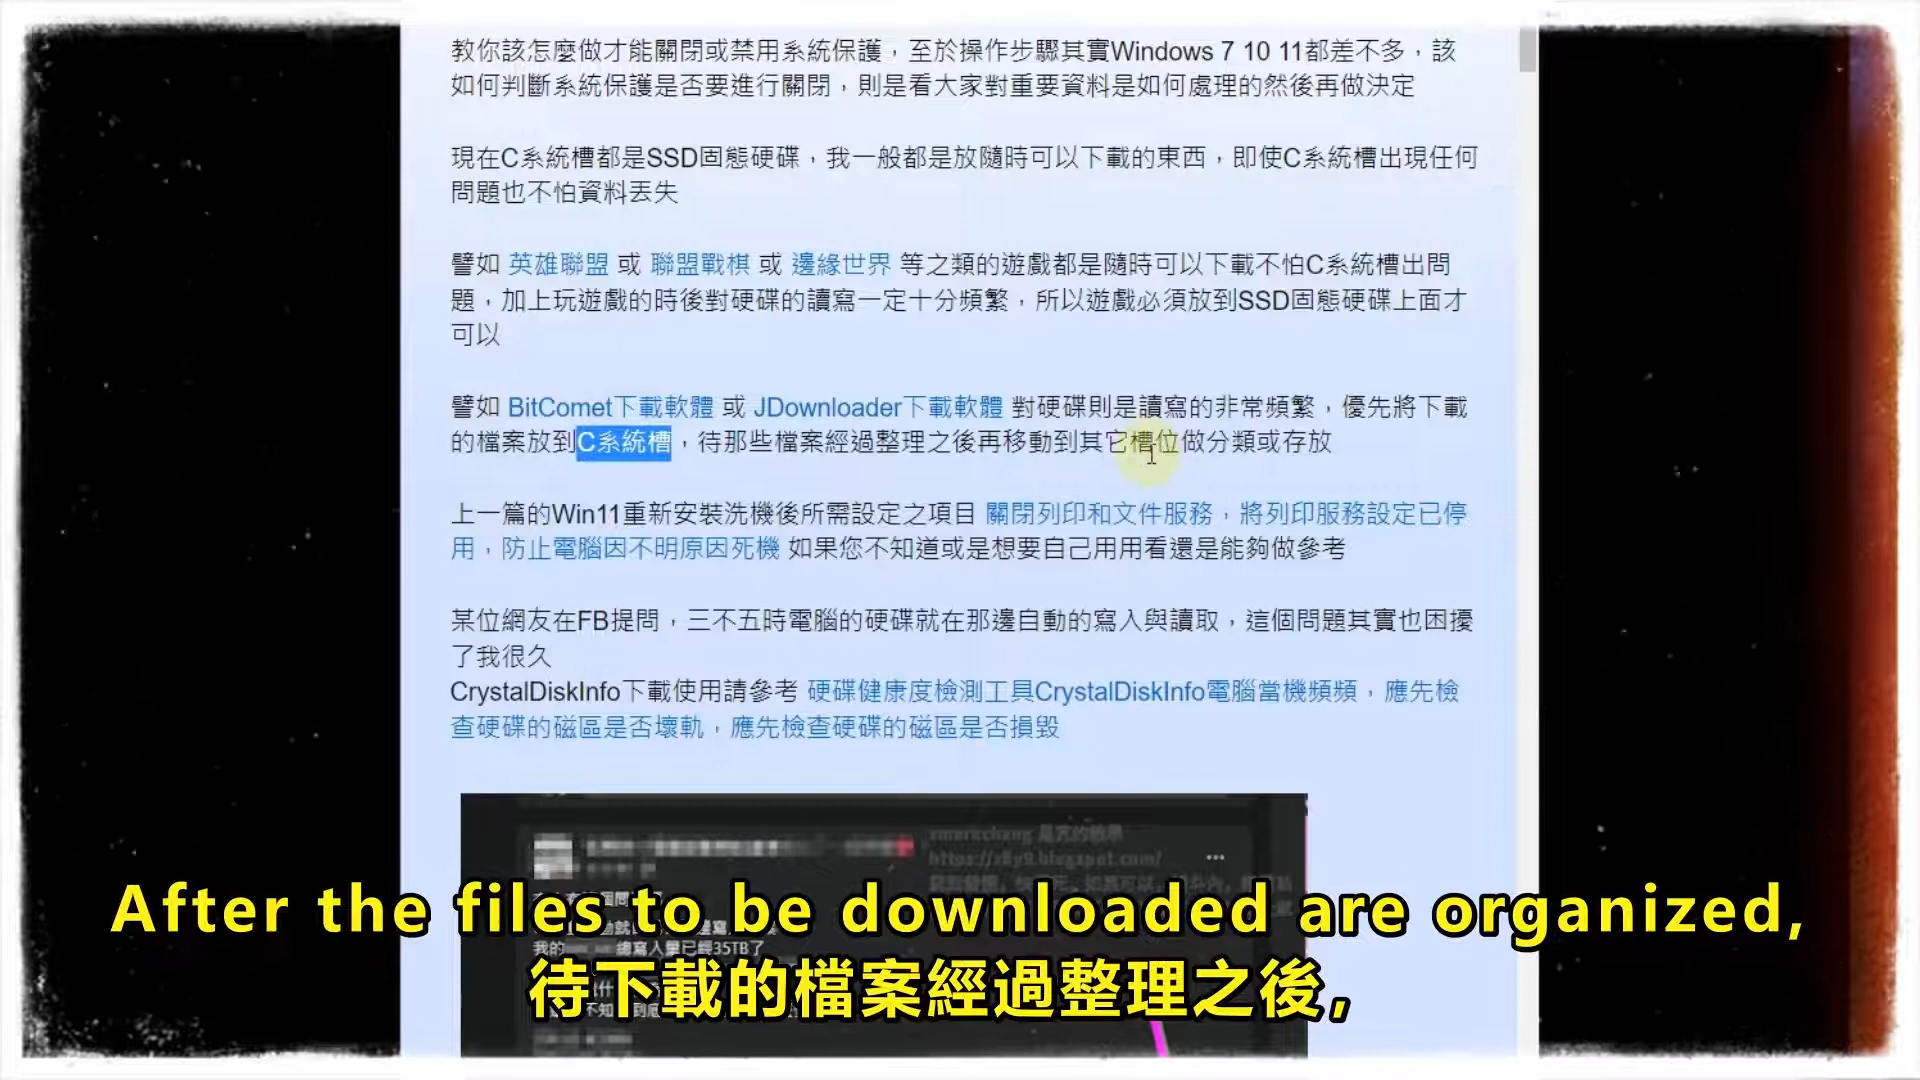 教你該怎麼做才能關閉或禁用系統保護，至於操作步驟其實Windows 7 10 11都差不多，該
如何判斷系統保護是否要進行關閉，則是看大家對重要資料是如何處理的然後再做決定
現在C系統槽都是SSD固態硬碟，我一般都是放隨時可以下載的東西，即使C系統槽出現任何
問題也不怕資料丟失
譬如 英雄聯盟 或 聯盟戰棋 或 邊緣世界 等之類的遊戲都是隨時可以下載不怕C系統槽出問
題，加上玩遊戲的時後對硬碟的讀寫一定十分頻繁，所以遊戲必須放到SSD固態硬碟上面才
可以
譬如 BitComet下載軟體 或 JDownloader下載軟體 對硬碟則是讀寫的非常頻繁，優先將下載
的檔案放到C系統槽，待那些檔案經過整理之後再移動到其它槽位做分類或存放
上一篇的Win11重新安裝洗機後所需設定之項目 關閉列印和文件服務，將列印服務設定已停
用，防止電腦因不明原因死機 如果您不知道或是想要自己用用看還是能夠做參考
某位網友在FB提問，三不五時電腦的硬碟就在那邊自動的寫入與讀取，這個問題其實也困擾
了我很久
CrystalDiskInfo下載使用請參考 硬碟健康度檢測工具CrystalDiskInfo電腦當機頻頻，應先檢
查硬碟的磁區是否壞軌，應先檢查硬碟的磁區是否損毀
https://z8y9.blogspot.com/
After the files to be downloaded are organized,
總寫入量已經35TB了
待下載的檔案經過整理之後,